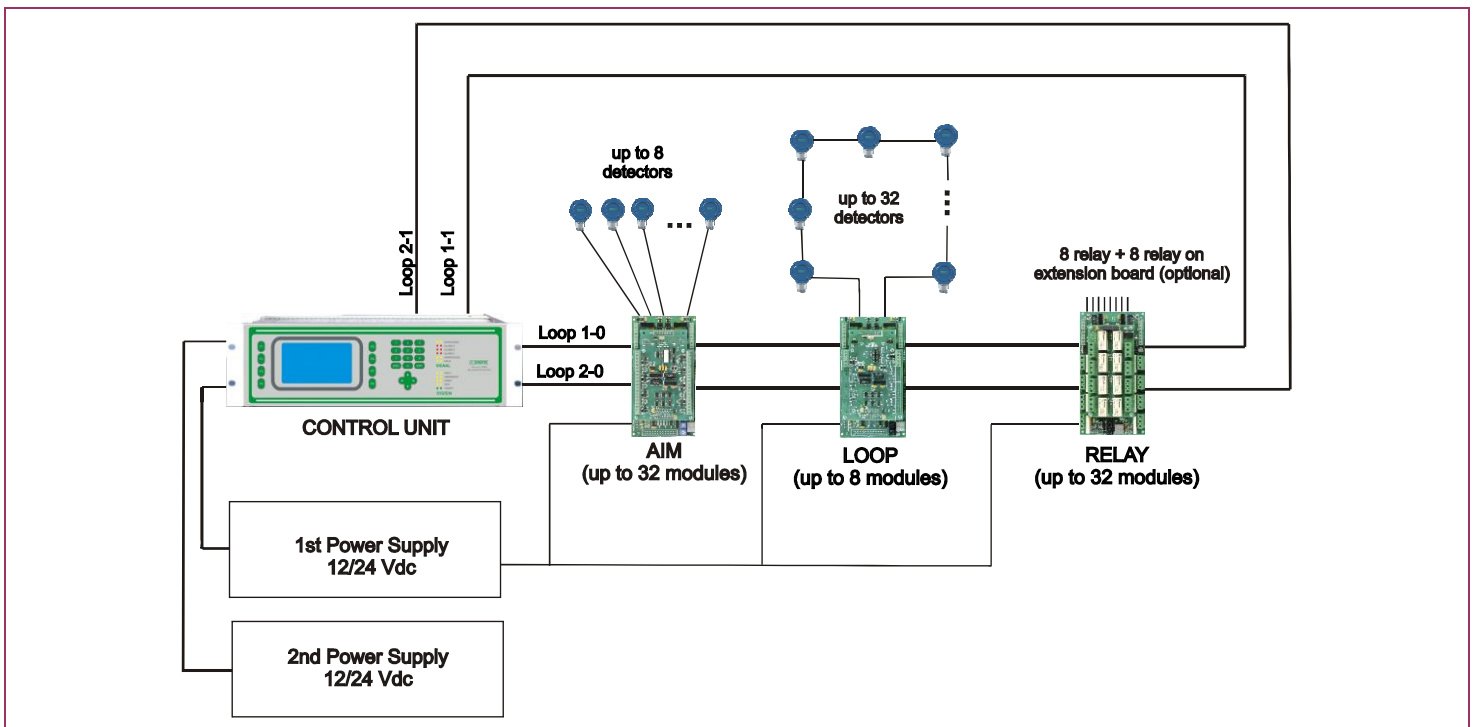 up to 8
detectors
up to 32
detectors
8 relay + 8 relay on
extension board (optional)
Loop 2-1
Loop 1-1
Loop 1-0
Loop 2-0
CONTROL UNIT
AIM
(up to 32 modules)
LOOP
(up to 8 modules)
RELAY
(up to 32 modules)
1st Power Supply
12/24 Vdc
2nd Power Supply
12/24 Vdc